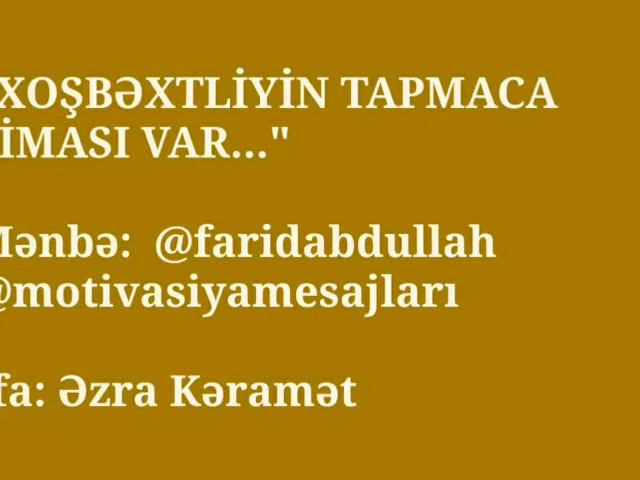 XOŞBƏXTLİYİN TAPMACA
İMASI VAR..."
Mənbə: @faridabdullah
@motivasiyamesajları
fa: Əzra Kəramət